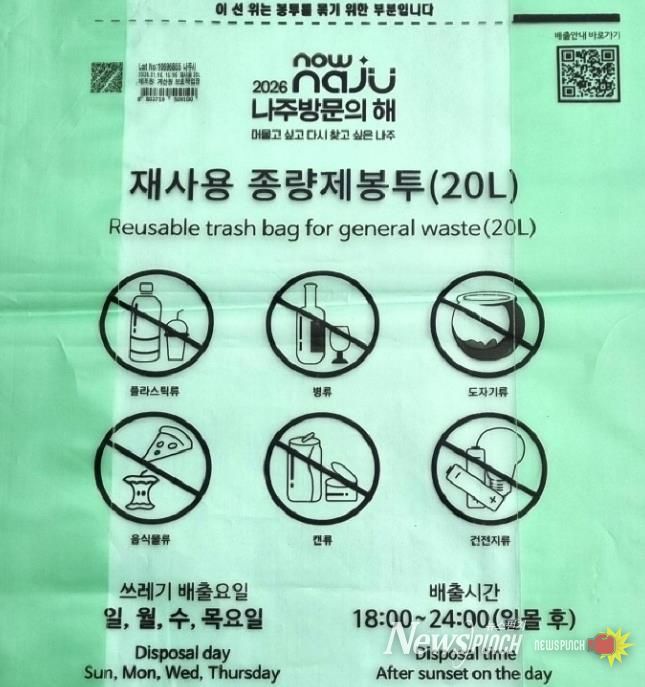 이 선 위는 봉투를 묶기 위한 부분입니다
배출안내 바로가기
now
2026 naju
나주방문의 해
머물고 싶고 다시 찾고 싶은 나주
재사용 종량제봉투(20L)
Reusable trash bag for general waste(20L)
플라스틱류
병류
도자기류
음식물류
캔류
건전지류
쓰레기 배출요일
일, 월, 수, 목요일
Disposal day
Sun, Mon, Wed, Thursday
배출시간
18:00~24:00(일몰 후)
Disposal time
After sunset on the day
NewsPinch
NEWSPINCH